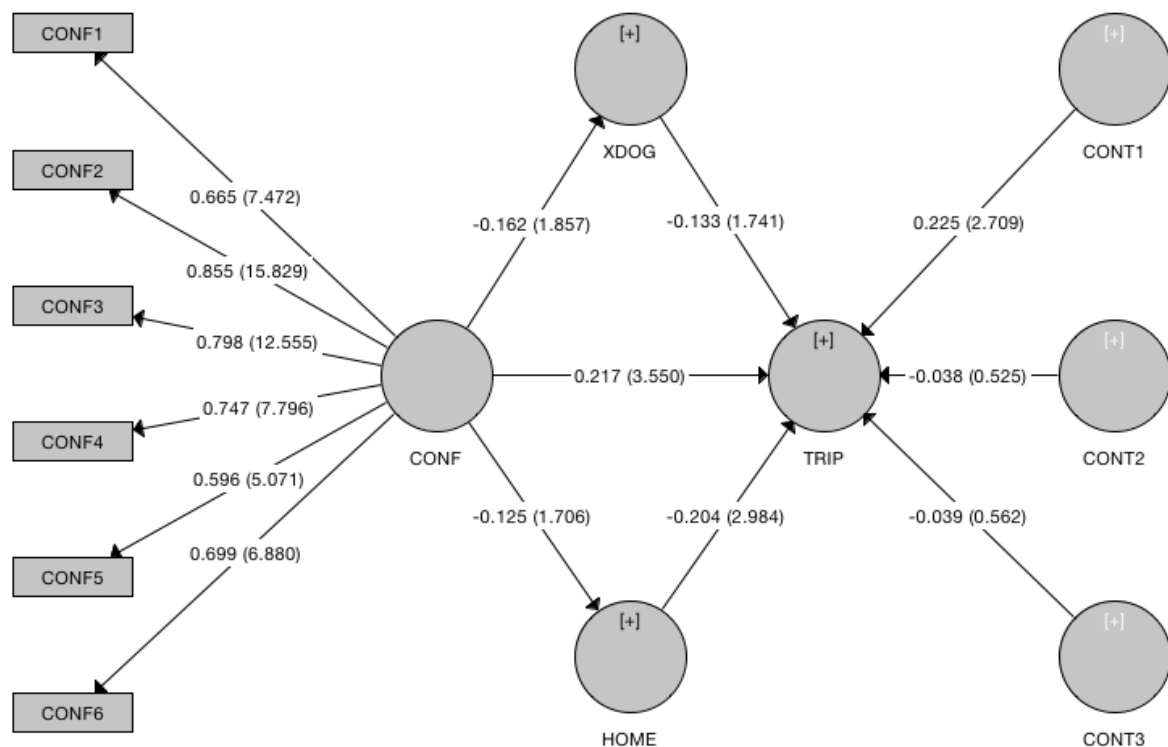 CONF1
[+]
[+]
XDOG
CONT1
CONF2
0.665 (7.472)
-0.162 (1.857)
-0.133 (1.741)
0.225 (2.709)
0.855 (15.829)
CONF3
0.798 (12.555)
[+]
[+]
0.217 (3.550)
-0.038 (0.525)
0.747 (7.796)
CONF4
CONF
TRIP
CONT2
0.596 (5.071)
-0.125 (1.706)
-0.204 (2.984)
-0.039 (0.562)
0.699 (6.880)
CONF5
[+]
[+]
CONF6
HOME
CONT3